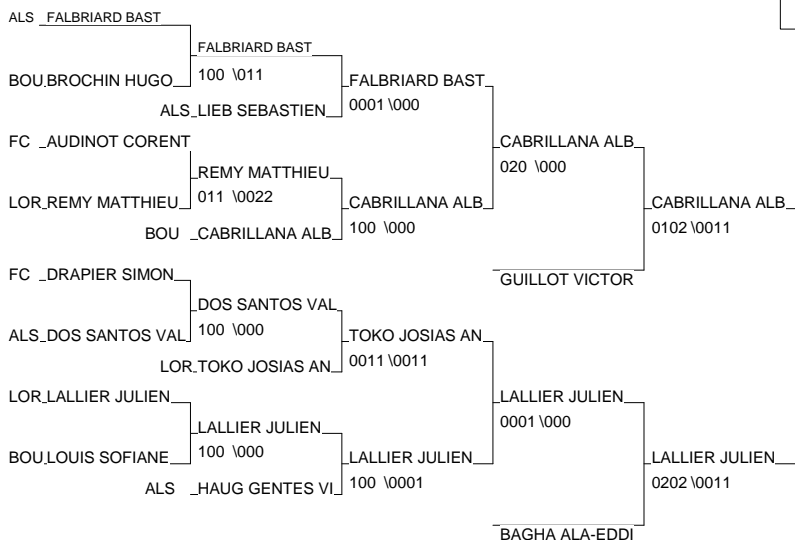 ALS FALBRIARD BAST
FALBRIARD BAST
BOU BROCHIN HUGO
100 \011
FALBRIARD BAST
ALS LIEB SEBASTIEN
0001 \000
FC AUDINOT CORENT
CABRILLANA ALB
020 \000
REMY MATTHIEU
LOR REMY MATTHIEU
011 \0022
CABRILLANA ALB
CABRILLANA ALB
BOU CABRILLANA ALB
100 \000
0102 \0011
FC DRAPIER SIMON
GUILLOT VICTOR
DOS SANTOS VAL
ALS DOS SANTOS VAL
100 \000
TOKO JOSIAS AN
LOR TOKO JOSIAS AN
0011 \0011
LOR LALLIER JULIEN
LALLIER JULIEN
0001 \000
LALLIER JULIEN
BOU LOUIS SOFIANE
100 \000
LALLIER JULIEN
LALLIER JULIEN
ALS HAUG GENTES VI
100 \0001
0202 \0011
BAGHA ALA-EDDI